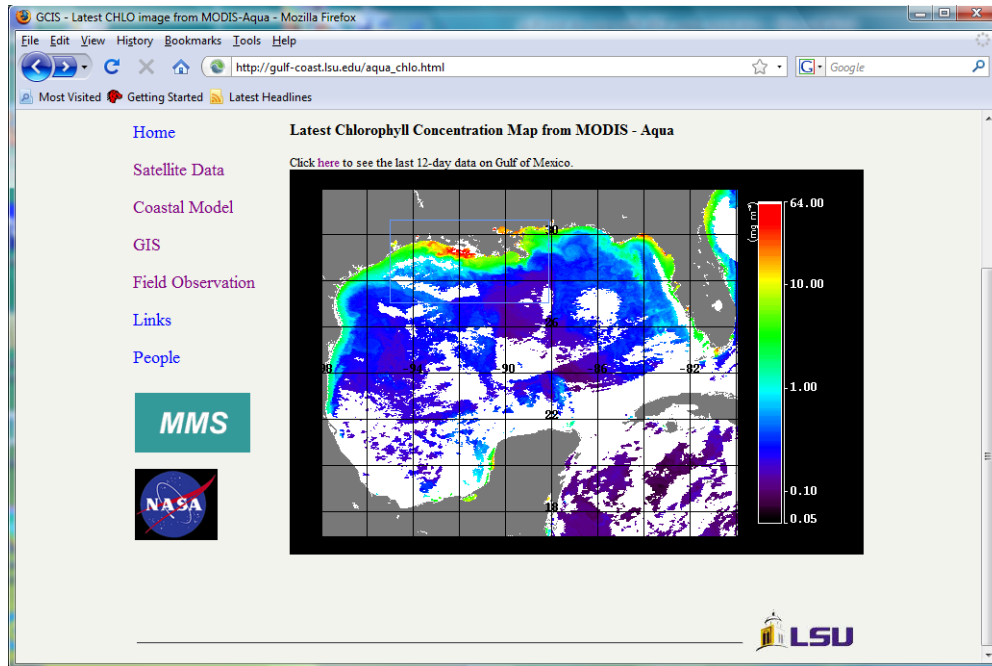 GCIS - Latest CHLO image from MODIS-Aqua - Mozilla Firefox
File Edit View History Bookmarks Tools Help
http://gulf-coast.lsu.edu/aqua_chlo.html
G Google
Most Visited Getting Started Latest Headlines
Home
Satellite Data
Coastal Model
GIS
Field Observation
Links
People
MMS
NASA
Latest Chlorophyll Concentration Map from MODIS - Aqua
Click here to see the last 12-day data on Gulf of Mexico.
30
26
98 -94 -90 -86 -82
22
18
(mg m⁻³)
64.00
10.00
1.00
0.10
0.05
LSU